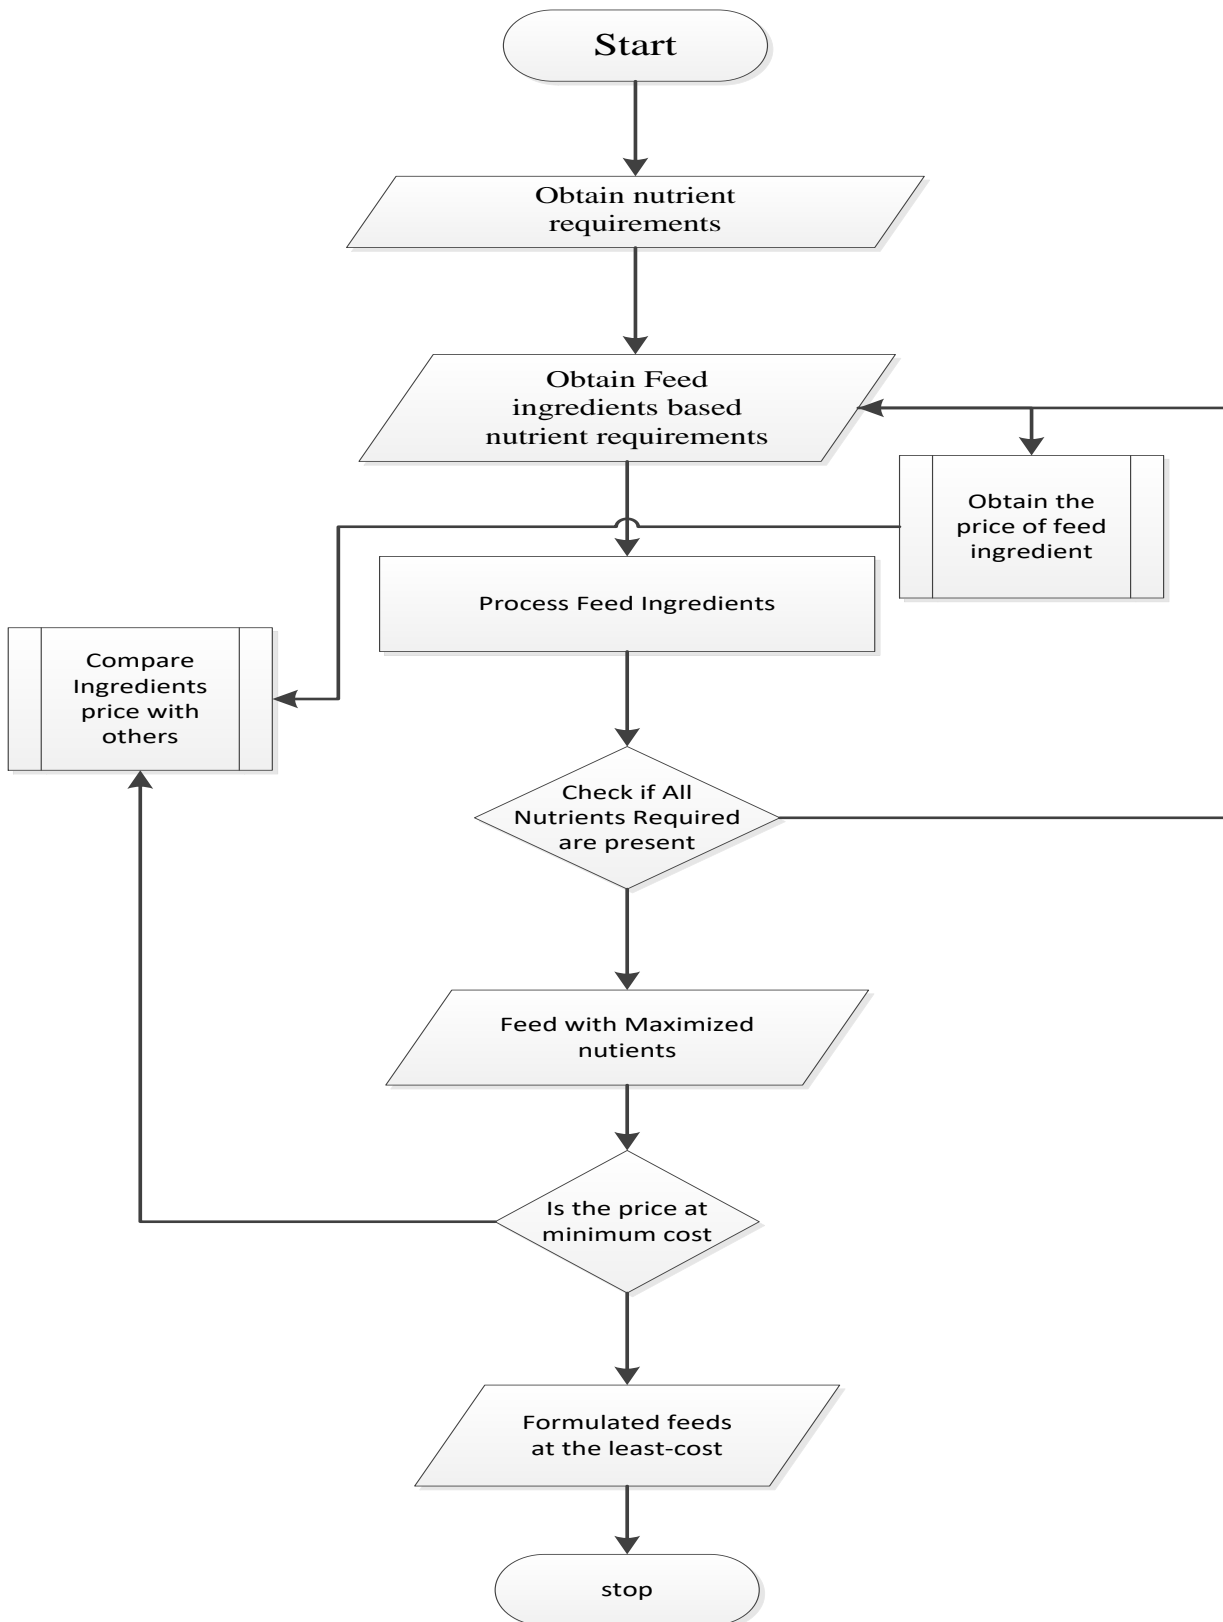 Start
Obtain nutrient
requirements
Obtain Feed
ingredients based
nutrient requirements
Obtain the
price of feed
ingredient
Process Feed Ingredients
Compare
Ingredients
price with
others
Check if All
Nutrients Required
are present
Feed with Maximized
nutients
Is the price at
minimum cost
Formulated feeds
at the least-cost
stop